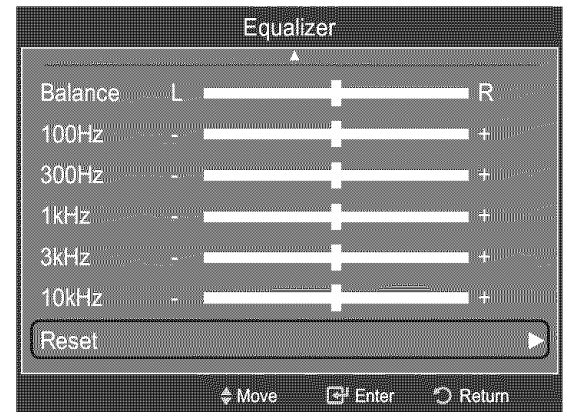 Equalizer
Balance L R
100Hz - +
300Hz - +
1kHz - +
3kHz - +
10kHz - +
Reset
Move Enter Return